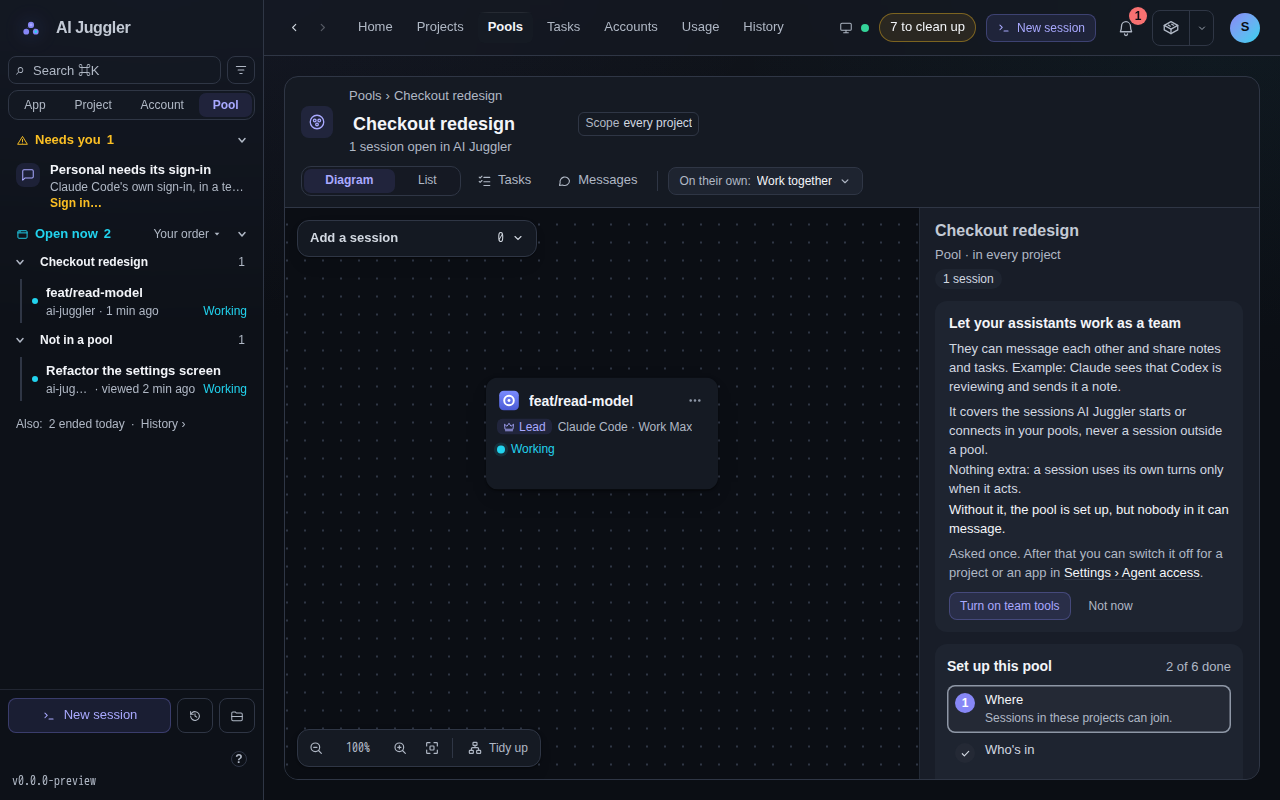 AI Juggler
Search ⌘K
App
Project
Account
Pool
Needs you 1
Personal needs its sign-in
Claude Code's own sign-in, in a te…
Sign in…
Open now 2
Your order
Checkout redesign
1
feat/read-model
ai-juggler · 1 min ago
Working
Not in a pool
1
Refactor the settings screen
ai-jug… · viewed 2 min ago
Working
Also: 2 ended today · History ›
New session
?
v0.0.0-preview
Home
Projects
Pools
Tasks
Accounts
Usage
History
7 to clean up
New session
1
S
Pools › Checkout redesign
Checkout redesign
Scope every project
1 session open in AI Juggler
Diagram
List
Tasks
Messages
On their own: Work together
Add a session
0
feat/read-model
Lead
Claude Code · Work Max
Working
100%
Tidy up
Checkout redesign
Pool · in every project
1 session
Let your assistants work as a team
They can message each other and share notes
and tasks. Example: Claude sees that Codex is
reviewing and sends it a note.
It covers the sessions AI Juggler starts or
connects in your pools, never a session outside
a pool.
Nothing extra: a session uses its own turns only
when it acts.
Without it, the pool is set up, but nobody in it can
message.
Asked once. After that you can switch it off for a
project or an app in Settings › Agent access.
Turn on team tools
Not now
Set up this pool
2 of 6 done
1
Where
Sessions in these projects can join.
Who's in